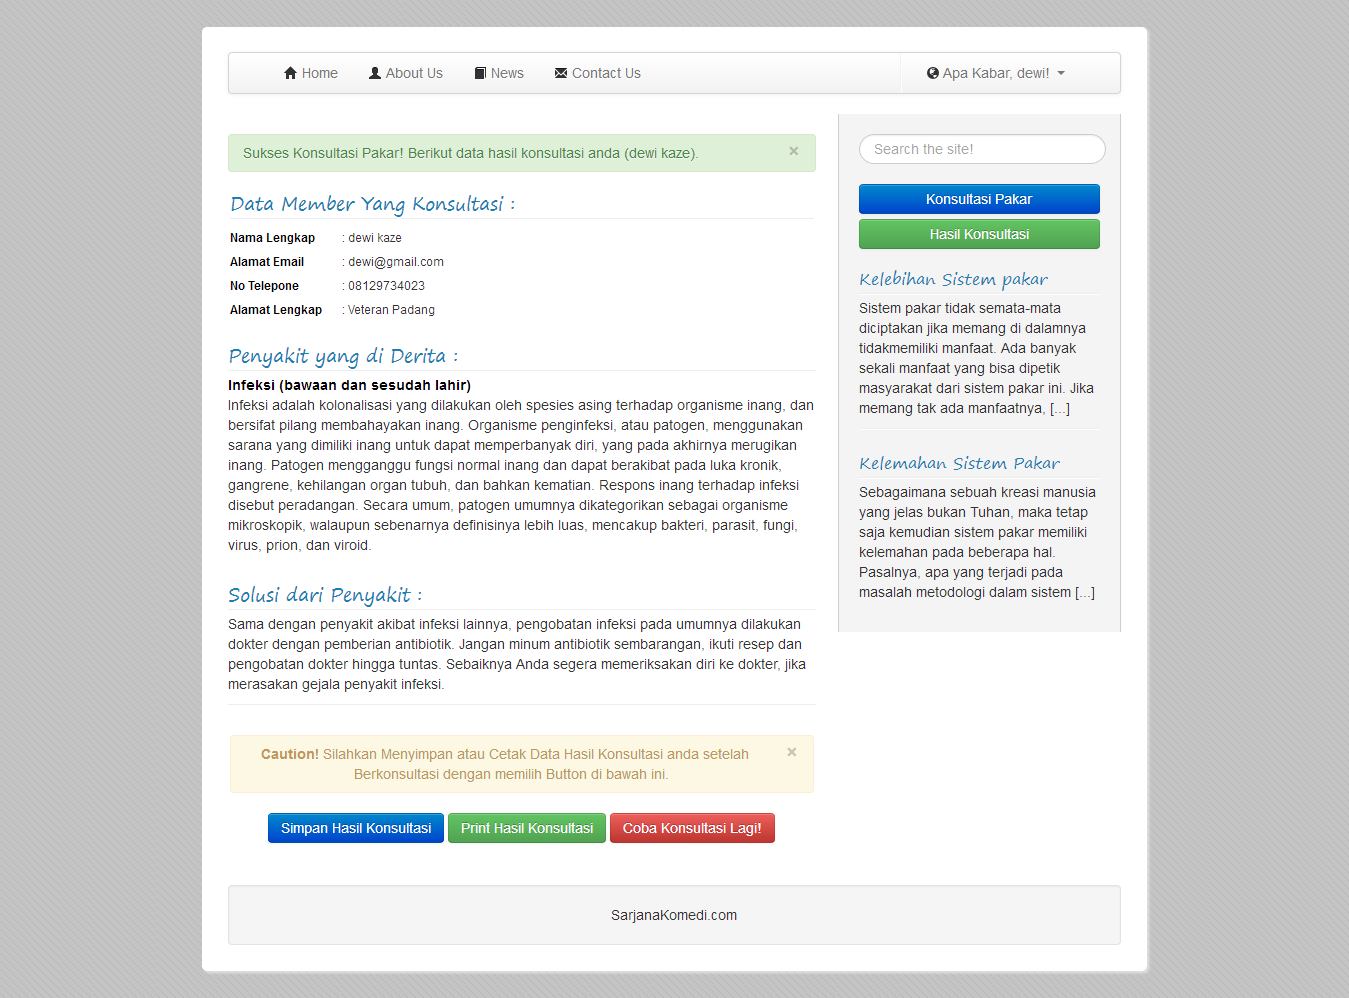 Home About Us News Contact Us Apa Kabar, dewi!
Sukses Konsultasi Pakar! Berikut data hasil konsultasi anda (dewi kaze). ×
Data Member Yang Konsultasi :
Nama Lengkap : dewi kaze
Alamat Email : dewi@gmail.com
No Telepone : 08129734023
Alamat Lengkap : Veteran Padang
Penyakit yang di Derita :
Infeksi (bawaan dan sesudah lahir)
Infeksi adalah kolonalisasi yang dilakukan oleh spesies asing terhadap organisme inang, dan
bersifat pilang membahayakan inang. Organisme penginfeksi, atau patogen, menggunakan
sarana yang dimiliki inang untuk dapat memperbanyak diri, yang pada akhirnya merugikan
inang. Patogen mengganggu fungsi normal inang dan dapat berakibat pada luka kronik,
gangrene, kehilangan organ tubuh, dan bahkan kematian. Respons inang terhadap infeksi
disebut peradangan. Secara umum, patogen umumnya dikategorikan sebagai organisme
mikroskopik, walaupun sebenarnya definisinya lebih luas, mencakup bakteri, parasit, fungi,
virus, prion, dan viroid.
Solusi dari Penyakit :
Sama dengan penyakit akibat infeksi lainnya, pengobatan infeksi pada umumnya dilakukan
dokter dengan pemberian antibiotik. Jangan minum antibiotik sembarangan, ikuti resep dan
pengobatan dokter hingga tuntas. Sebaiknya Anda segera memeriksakan diri ke dokter, jika
merasakan gejala penyakit infeksi.
Caution! Silahkan Menyimpan atau Cetak Data Hasil Konsultasi anda setelah ×
Berkonsultasi dengan memilih Button di bawah ini.
Simpan Hasil Konsultasi Print Hasil Konsultasi Coba Konsultasi Lagi!
Search the site!
Konsultasi Pakar
Hasil Konsultasi
Kelebihan Sistem pakar
Sistem pakar tidak semata-mata
diciptakan jika memang di dalamnya
tidakmemiliki manfaat. Ada banyak
sekali manfaat yang bisa dipetik
masyarakat dari sistem pakar ini. Jika
memang tak ada manfaatnya, [...]
Kelemahan Sistem Pakar
Sebagaimana sebuah kreasi manusia
yang jelas bukan Tuhan, maka tetap
saja kemudian sistem pakar memiliki
kelemahan pada beberapa hal.
Pasalnya, apa yang terjadi pada
masalah metodologi dalam sistem [...]
SarjanaKomedi.com